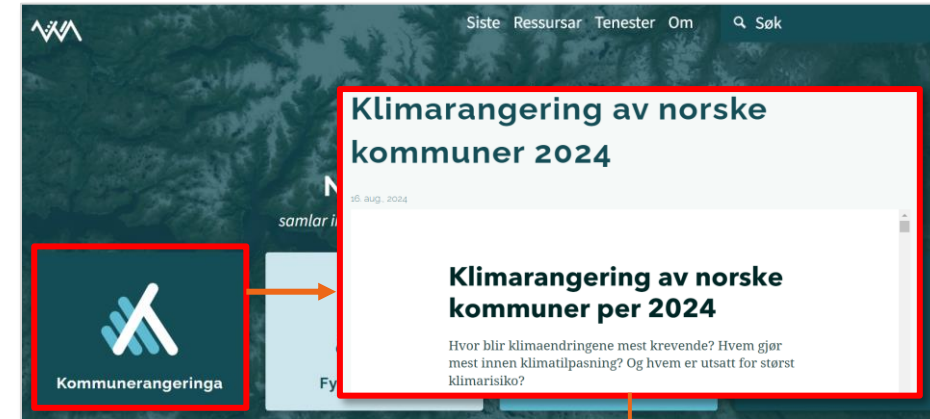 Siste Ressursar Tenester Om Søk
Klimarangering av norske
kommuner 2024
16. aug., 2024
samlar
Klimarangering av norske
kommuner per 2024
Hvor blir klimaendringene mest krevende? Hvem gjør
mest innen klimatilpasning? Og hvem er utsatt for størst
klimarisiko?
Kommunerangeringa